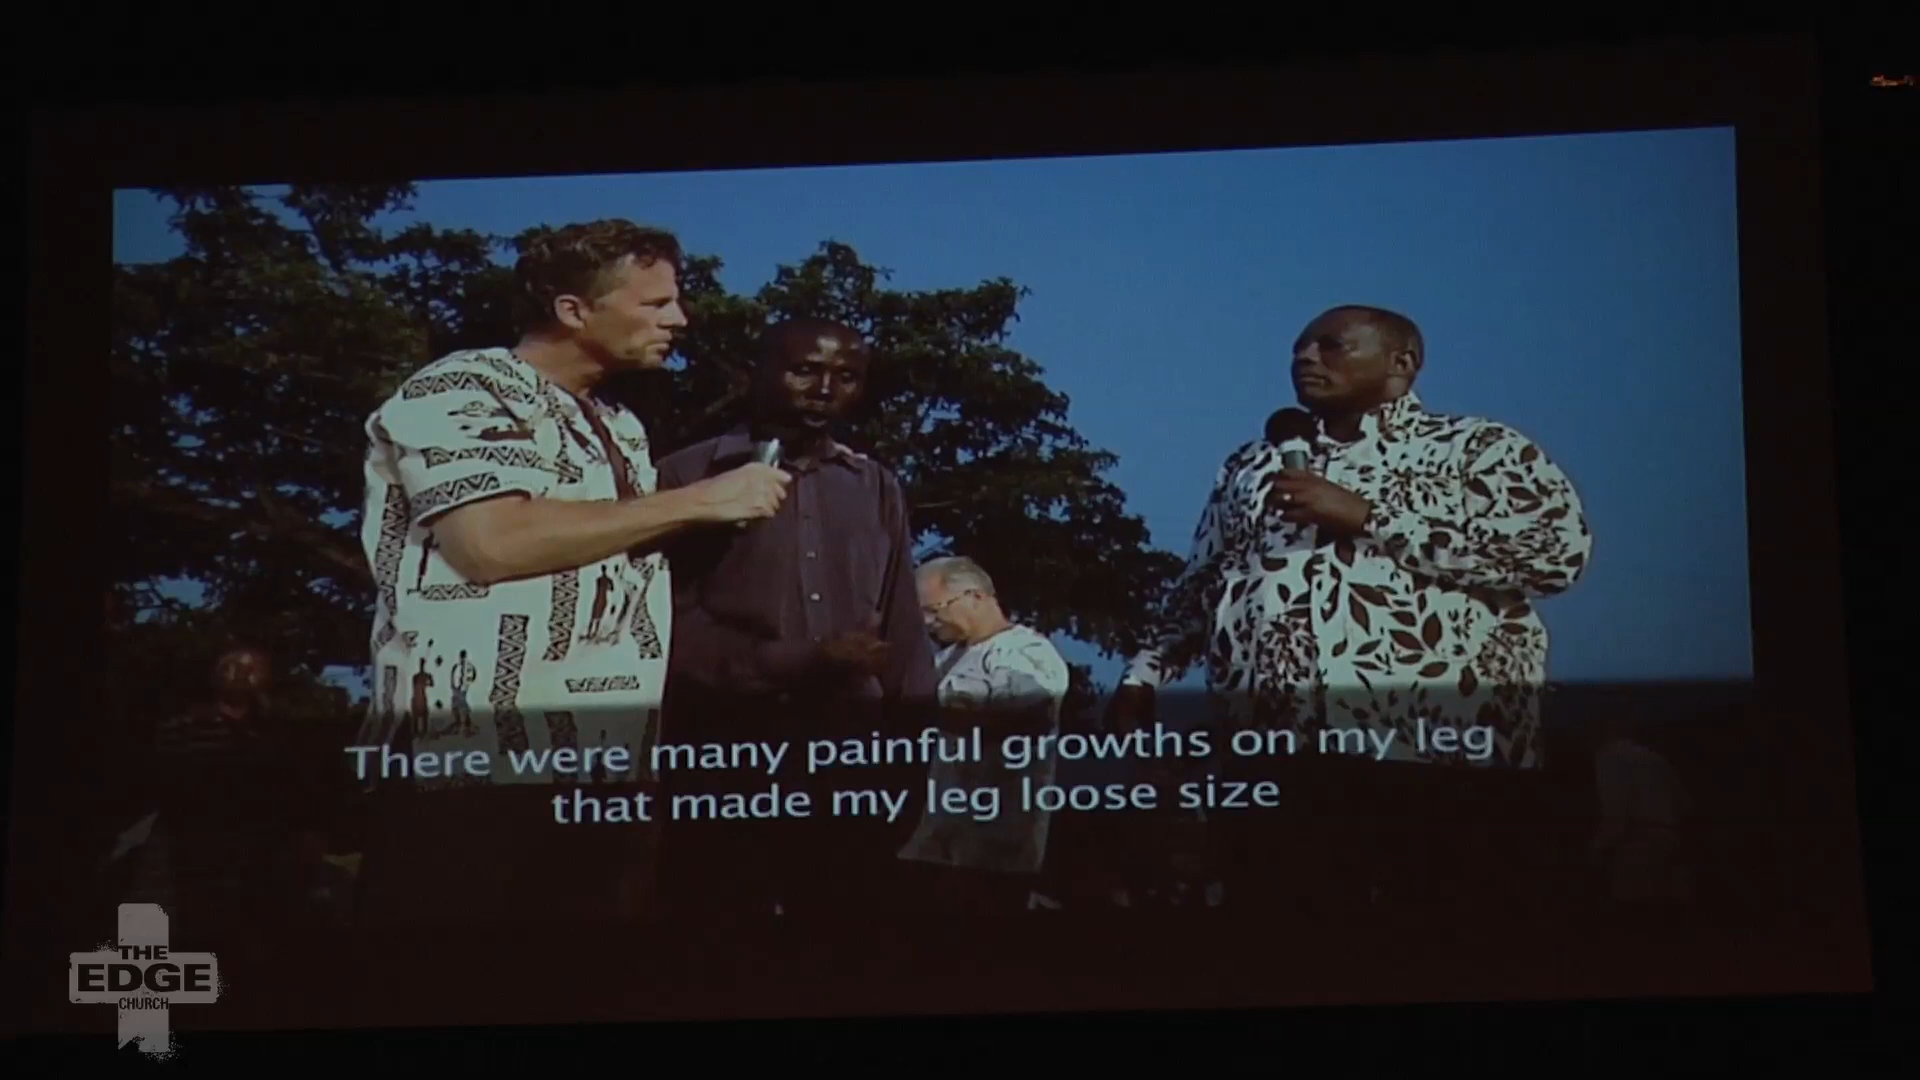 There were many painful growths on my leg
that made my leg loose size
THE
EDGE
CHURCH